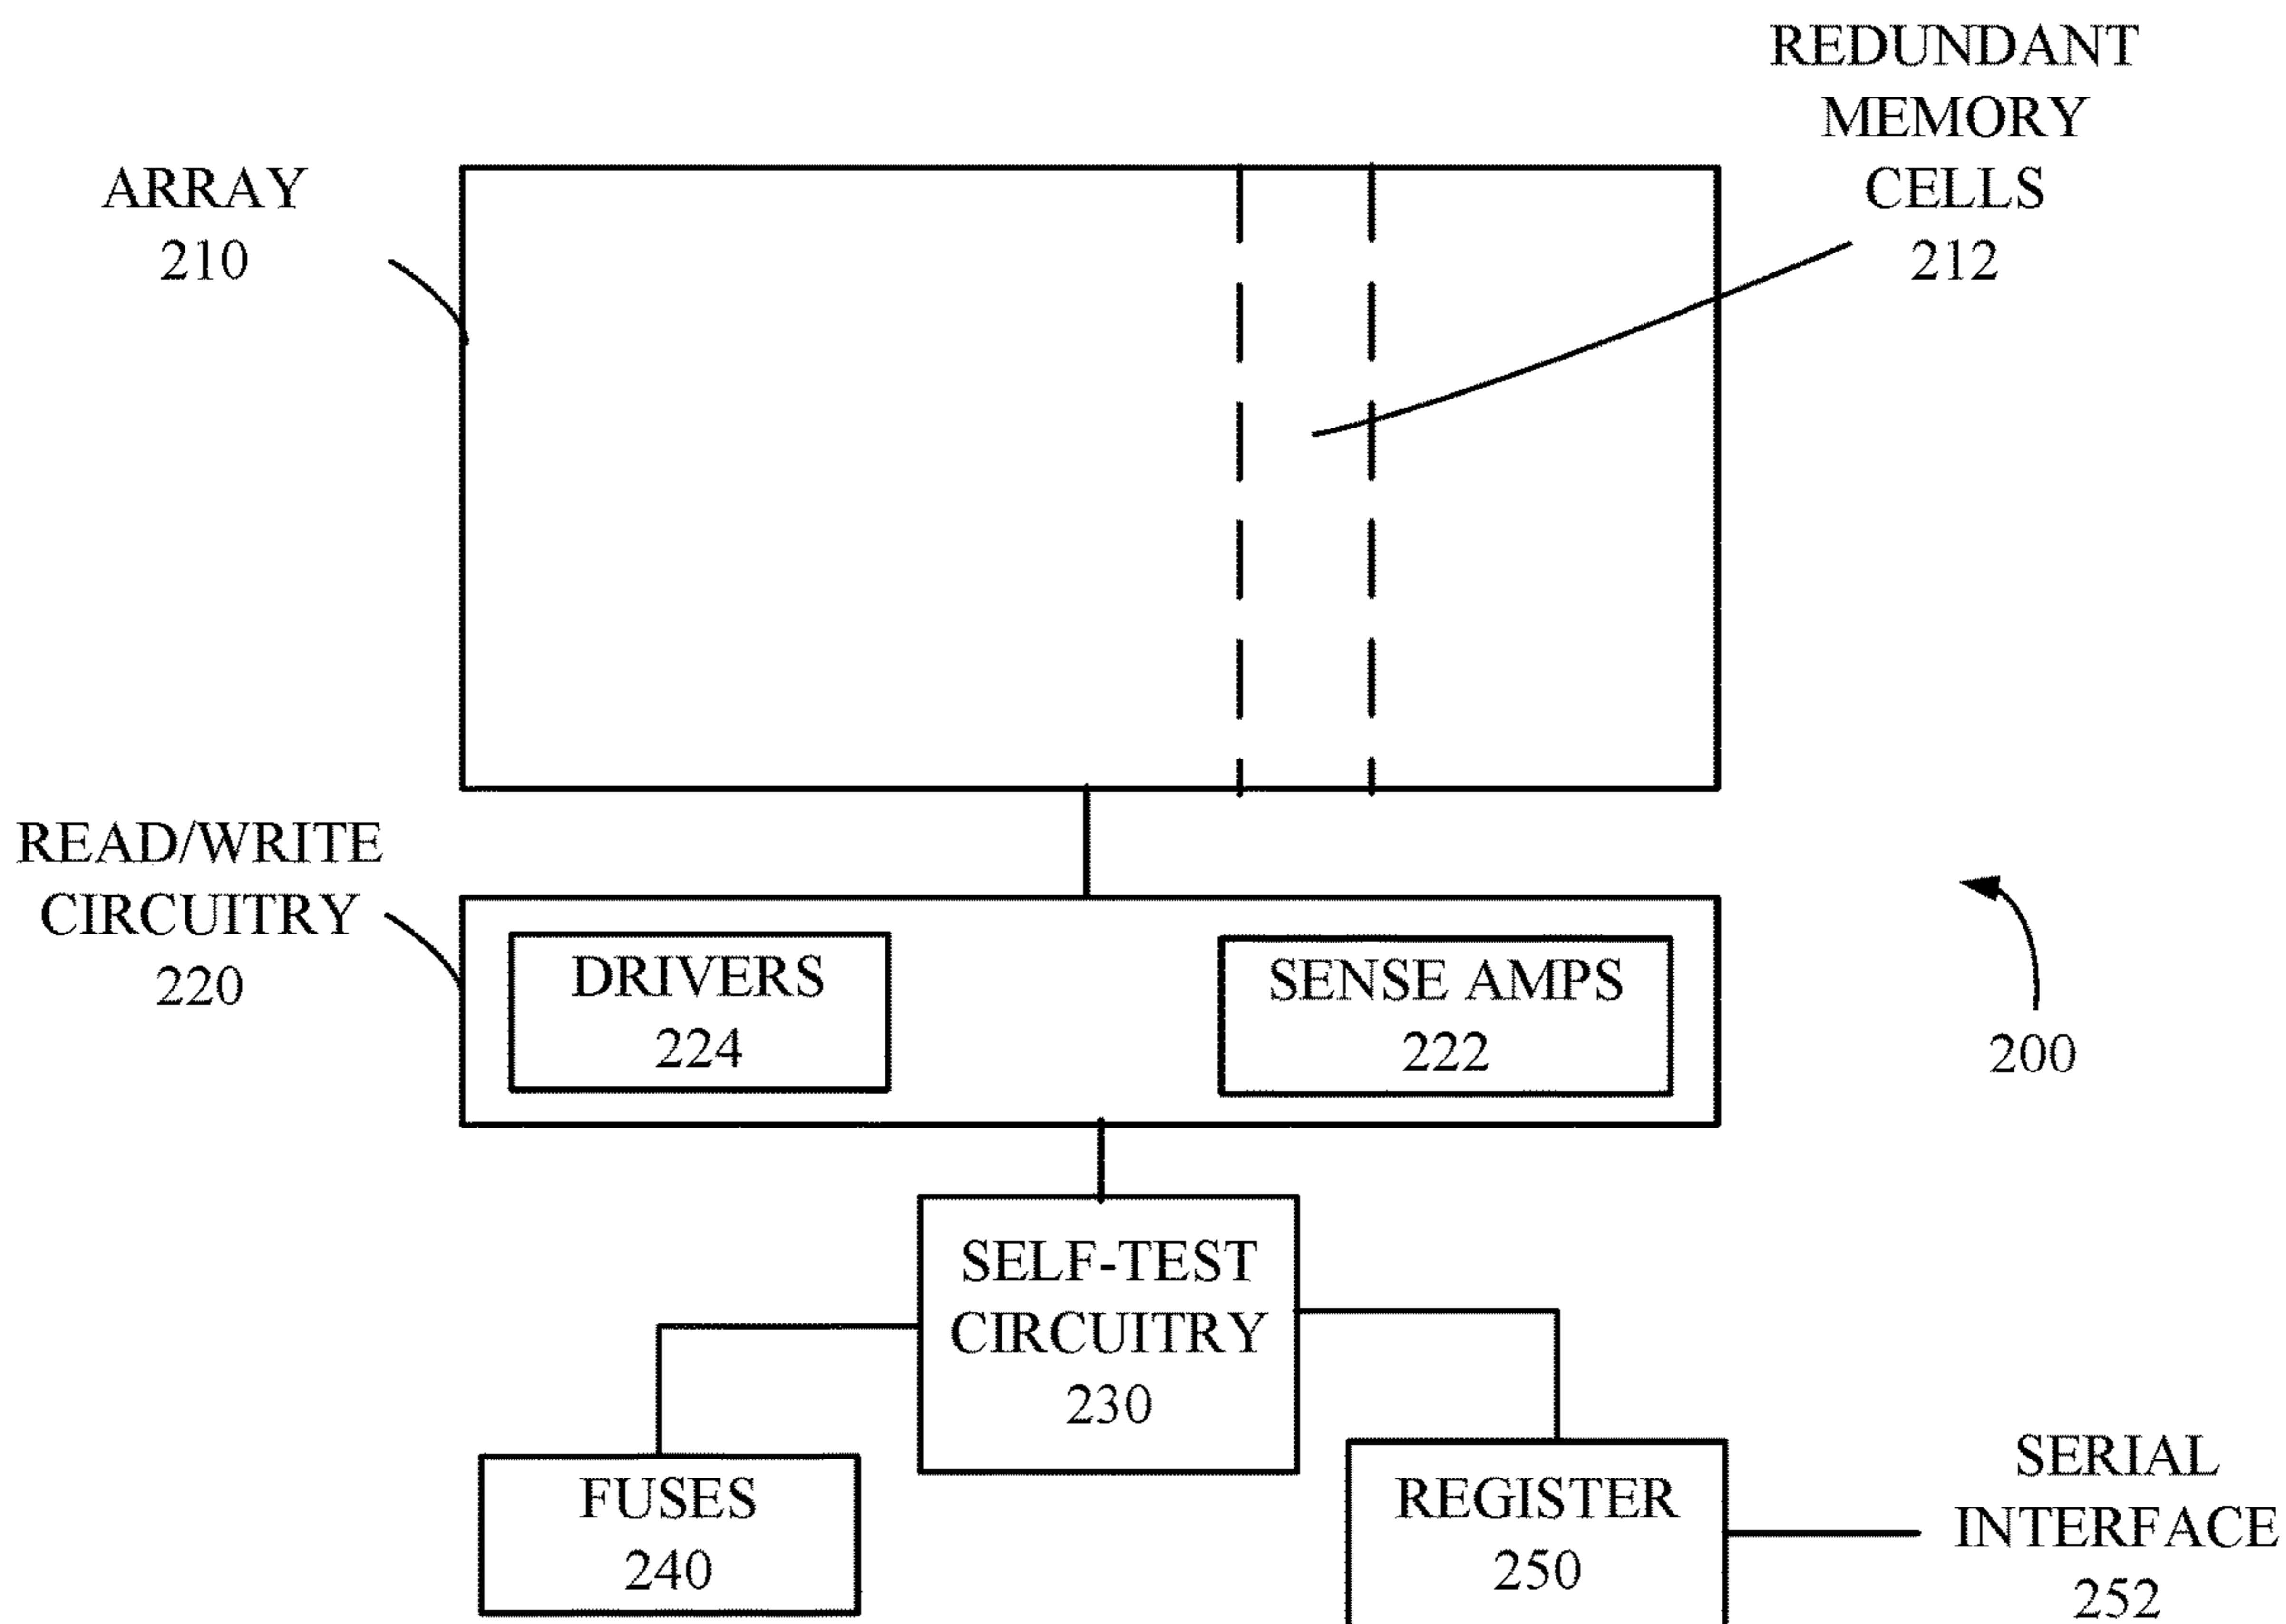 REDUNDANT
MEMORY
CELLS
212
ARRAY
210
READ/WRITE
CIRCUITRY
220
DRIVERS
224
SENSE AMPS
222
200
SELF-TEST
CIRCUITRY
230
FUSES
240
REGISTER
250
SERIAL
INTERFACE
252